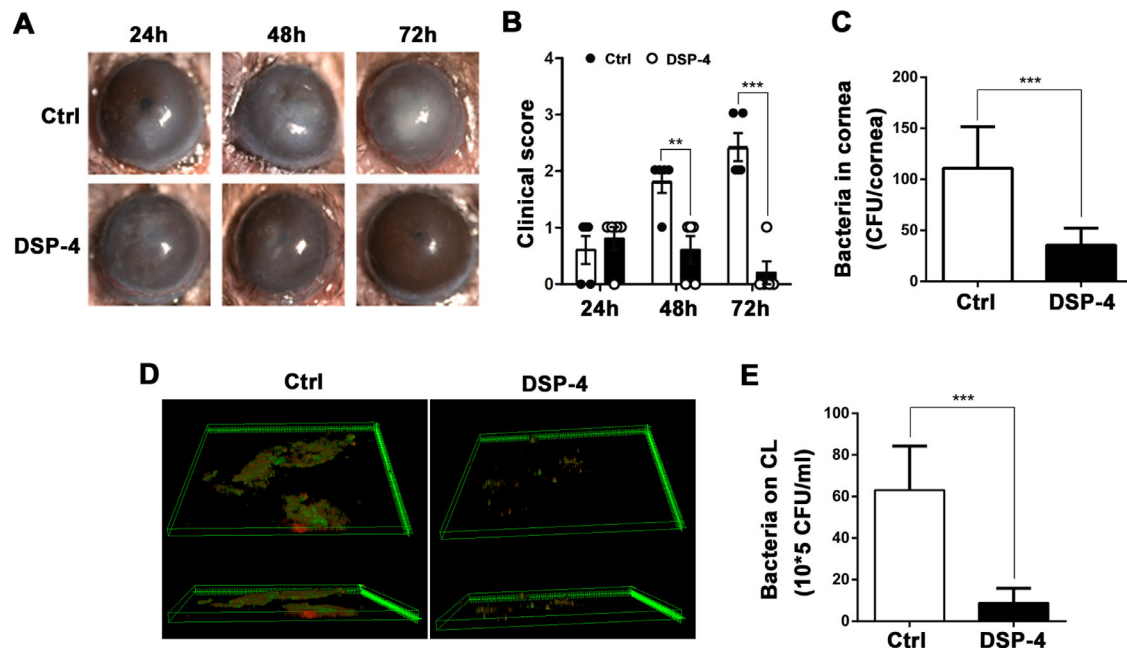 A
24h 48h 72h
Ctrl
DSP-4
B
Ctrl DSP-4
Clinical score
4
3
2
1
0
** ***
24h 48h 72h
C
Bacteria in cornea
(CFU/cornea)
200
150
100
50
0
***
Ctrl DSP-4
D
Ctrl DSP-4
E
Bacteria on CL
(10*5 CFU/ml)
100
80
60
40
20
0
***
Ctrl DSP-4